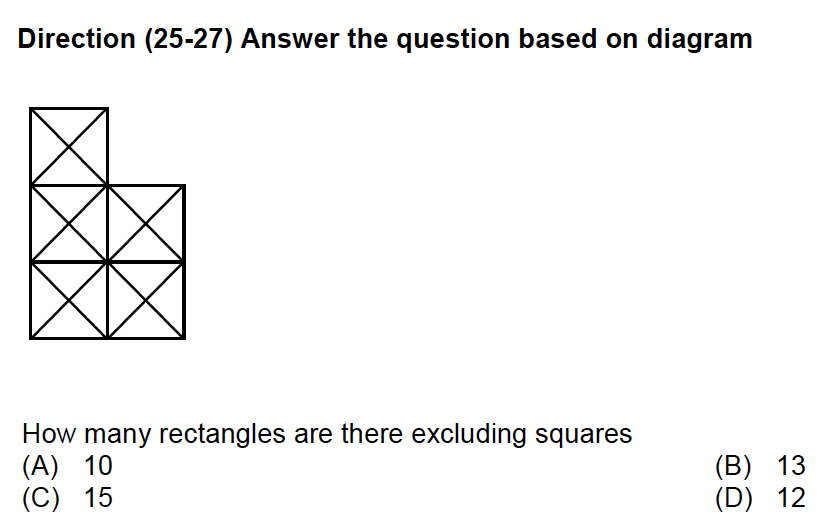 Direction (25-27) Answer the question based on diagram
How many rectangles are there excluding squares
(A) 10 (B) 13
(C) 15 (D) 12